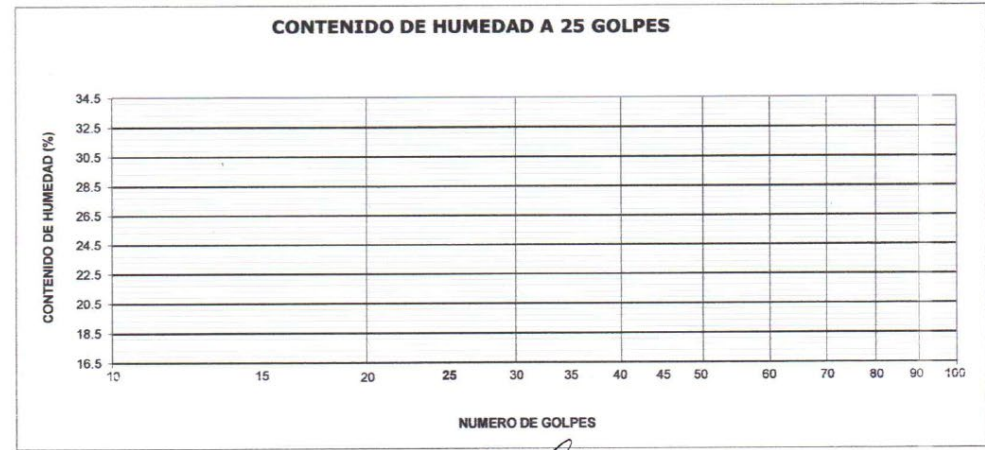 CONTENIDO DE HUMEDAD A 25 GOLPES
CONTENIDO DE HUMEDAD (%)
34.5
32.5
30.5
28.5
26.5
24.5
22.5
20.5
18.5
16.5
10 15 20 25 30 35 40 45 50 60 70 80 90 100
NUMERO DE GOLPES